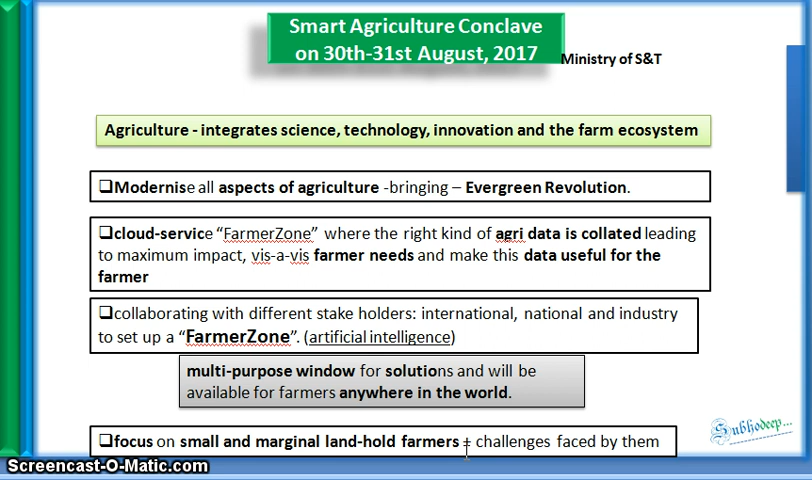 Smart Agriculture Conclave
on 30th-31st August, 2017
Ministry of S&T
Agriculture - integrates science, technology, innovation and the farm ecosystem
❑Modernise all aspects of agriculture -bringing – Evergreen Revolution.
❑cloud-service “FarmerZone” where the right kind of agri data is collated leading
to maximum impact, vis-a-vis farmer needs and make this data useful for the
farmer
❑collaborating with different stake holders: international, national and industry
to set up a “FarmerZone”. (artificial intelligence)
multi-purpose window for solutions and will be
available for farmers anywhere in the world.
❑focus on small and marginal land-hold farmers + challenges faced by them
Subhodeep...
Screencast-O-Matic.com